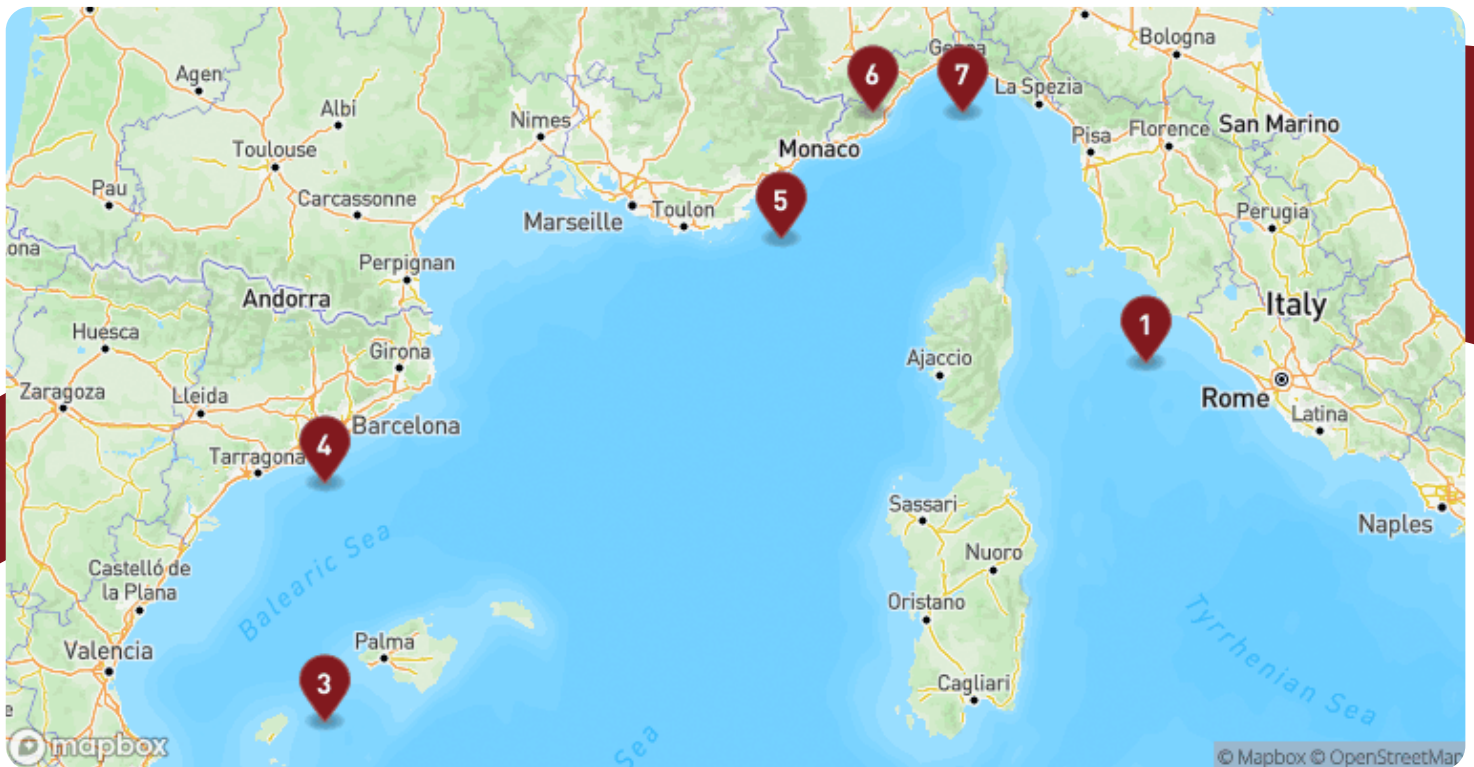 Bologna
Genoa
Agen
6
7
La Spezia
Albi
Nimes
San Marino
Pisa
Florence
Toulouse
Monaco
Pau
Carcassonne
5
Toulon
Marseille
Perugia
ona
Perpignan
Andorra
Italy
1
Huesca
Girona
Ajaccio
Zaragoza
Lleida
Rome
Latina
Barcelona
4
Tarragona
Sassari
Naples
Balearic Sea
Nuoro
Castelló de
la Plana
Oristano
Tyrrhenian Sea
Palma
Valencia
3
Cagliari
e
Sea
mapbox
© Mapbox © OpenStreetMap